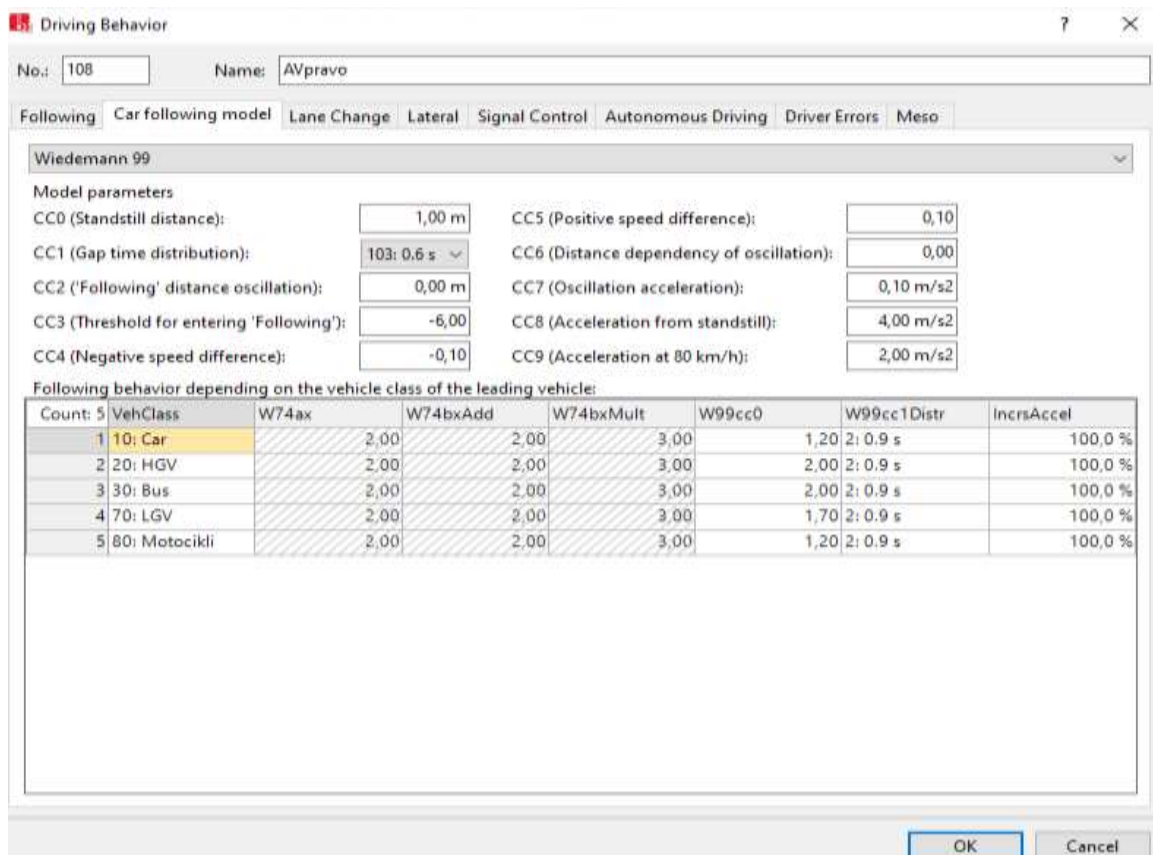 Driving Behavior ? ×
No.: 108 Name: AVpravo
Following Car following model Lane Change Lateral Signal Control Autonomous Driving Driver Errors Meso
Wiedemann 99
Model parameters
CC0 (Standstill distance): 1,00 m CC5 (Positive speed difference): 0,10
CC1 (Gap time distribution): 103: 0.6 s CC6 (Distance dependency of oscillation): 0,00
CC2 ('Following' distance oscillation): 0,00 m CC7 (Oscillation acceleration): 0,10 m/s2
CC3 (Threshold for entering 'Following'): -6,00 CC8 (Acceleration from standstill): 4,00 m/s2
CC4 (Negative speed difference): -0,10 CC9 (Acceleration at 80 km/h): 2,00 m/s2
Following behavior depending on the vehicle class of the leading vehicle:
Count: 5 VehClass W74ax W74bxAdd W74bxMult W99cc0 W99cc1Distr IncrsAccel
1 10: Car 2,00 2,00 3,00 1,20 2: 0.9 s 100,0 %
2 20: HGV 2,00 2,00 3,00 2,00 2: 0.9 s 100,0 %
3 30: Bus 2,00 2,00 3,00 2,00 2: 0.9 s 100,0 %
4 70: LGV 2,00 2,00 3,00 1,70 2: 0.9 s 100,0 %
5 80: Motocikli 2,00 2,00 3,00 1,20 2: 0.9 s 100,0 %
OK Cancel